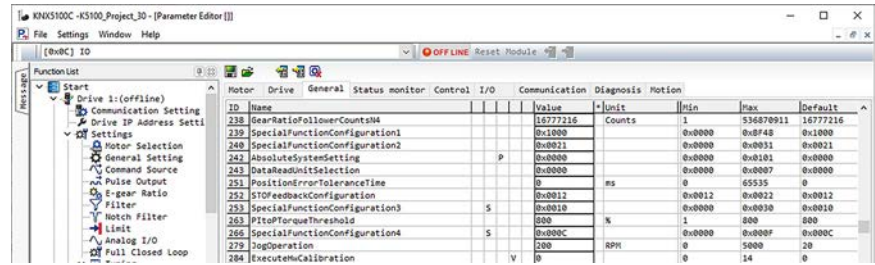 KNX5100C -K5100_Project_30 - [Parameter Editor []]
File Settings Window Help
[0x0C] IO OFF LINE Reset Module
Message
Function List
Start
Drive 1:(offline)
Communication Setting
Drive IP Address Setti
Settings
Motor Selection
General Setting
Command Source
Pulse Output
E-gear Ratio
Filter
Notch Filter
Limit
Analog I/O
Full Closed Loop
Motor Drive General Status monitor Control I/O Communication Diagnosis Motion
ID Name Value * Unit Min Max Default
238 GearRatioFollowerCountsN4 16777216 Counts 1 536870911 16777216
239 SpecialFunctionConfiguration1 0x1000 0x0000 0xBF48 0x1000
240 SpecialFunctionConfiguration2 0x0021 0x0000 0x0031 0x0021
242 AbsoluteSystemSetting P 0x0000 0x0000 0x0101 0x0000
243 DataReadUnitSelection 0x0000 0x0000 0x0007 0x0000
251 PositionErrorToleranceTime 0 ms 0 65535 0
252 STOFeedbackConfiguration 0x0012 0x0012 0x0022 0x0012
253 SpecialFunctionConfiguration3 S 0x0010 0x0000 0x0030 0x0010
263 PItoPTorqueThreshold 800 % 1 800 800
266 SpecialFunctionConfiguration4 S 0x000C 0x0000 0x000F 0x000C
279 JogOperation 200 RPM 0 5000 20
284 ExecuteHwCalibration V 0 0 14 0